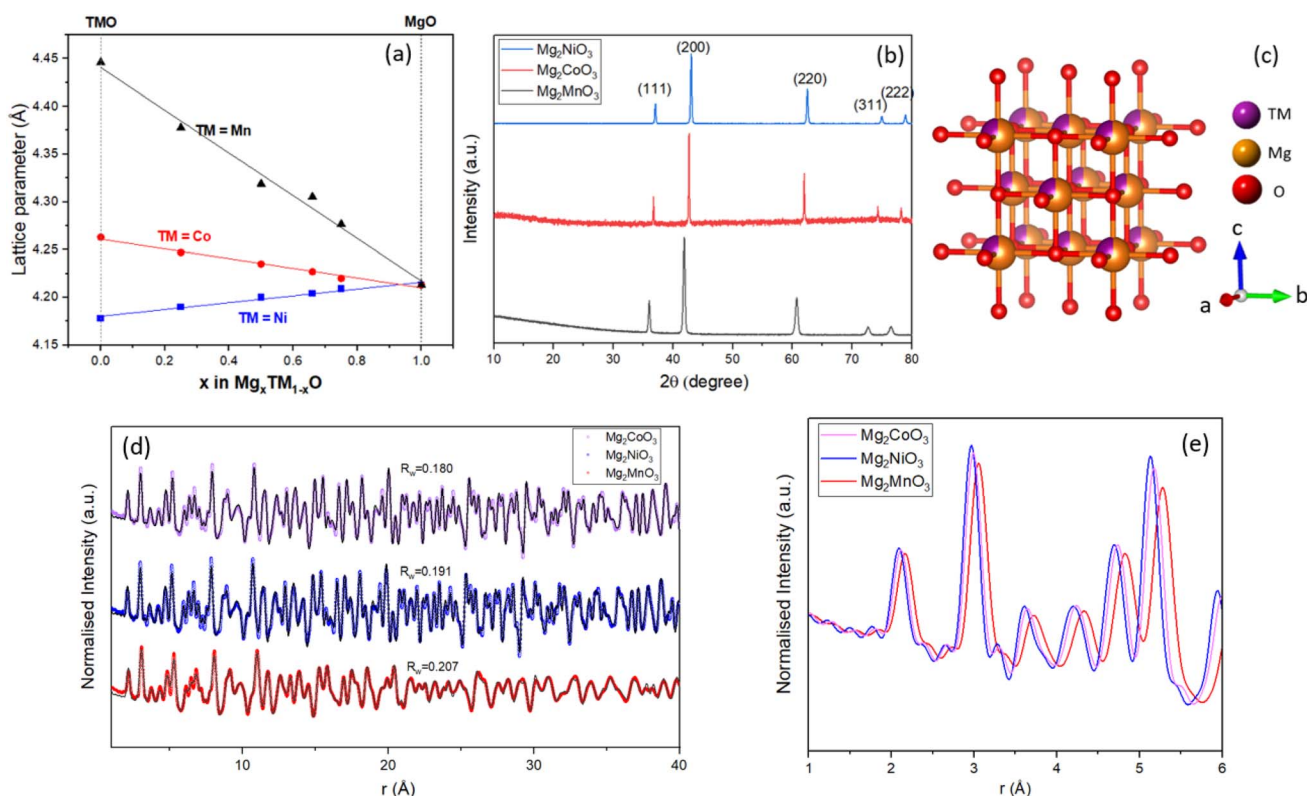 TMO
MgO
(a)
4.45
4.40
4.35
4.30
4.25
4.20
4.15
Lattice parameter (Å)
TM = Mn
TM = Co
TM = Ni
0.0
0.2
0.4
0.6
0.8
1.0
x in MgₓTM₁₋ₓO
(b)
Mg₂NiO₃
Mg₂CoO₃
Mg₂MnO₃
(111)
(200)
(220)
(311)
(222)
Intensity (a.u.)
10
20
30
40
50
60
70
80
2θ (degree)
(c)
TM
Mg
O
c
a
b
(d)
Mg₂CoO₃
Mg₂NiO₃
Mg₂MnO₃
R_w=0.180
R_w=0.191
R_w=0.207
Normalised Intensity (a.u.)
10
20
30
40
r (Å)
(e)
Mg₂CoO₃
Mg₂NiO₃
Mg₂MnO₃
Normalised Intensity (a.u.)
1
2
3
4
5
6
r (Å)